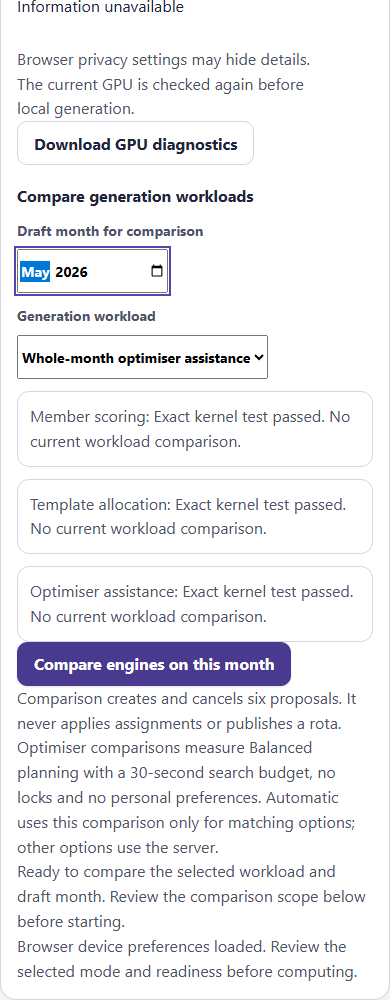 Information unavailable
Browser privacy settings may hide details.
The current GPU is checked again before
local generation.
Download GPU diagnostics
Compare generation workloads
Draft month for comparison
May 2026
Generation workload
Whole-month optimiser assistance
Member scoring: Exact kernel test passed. No
current workload comparison.
Template allocation: Exact kernel test passed.
No current workload comparison.
Optimiser assistance: Exact kernel test passed.
No current workload comparison.
Compare engines on this month
Comparison creates and cancels six proposals. It
never applies assignments or publishes a rota.
Optimiser comparisons measure Balanced
planning with a 30-second search budget, no
locks and no personal preferences. Automatic
uses this comparison only for matching options;
other options use the server.
Ready to compare the selected workload and
draft month. Review the comparison scope below
before starting.
Browser device preferences loaded. Review the
selected mode and readiness before computing.